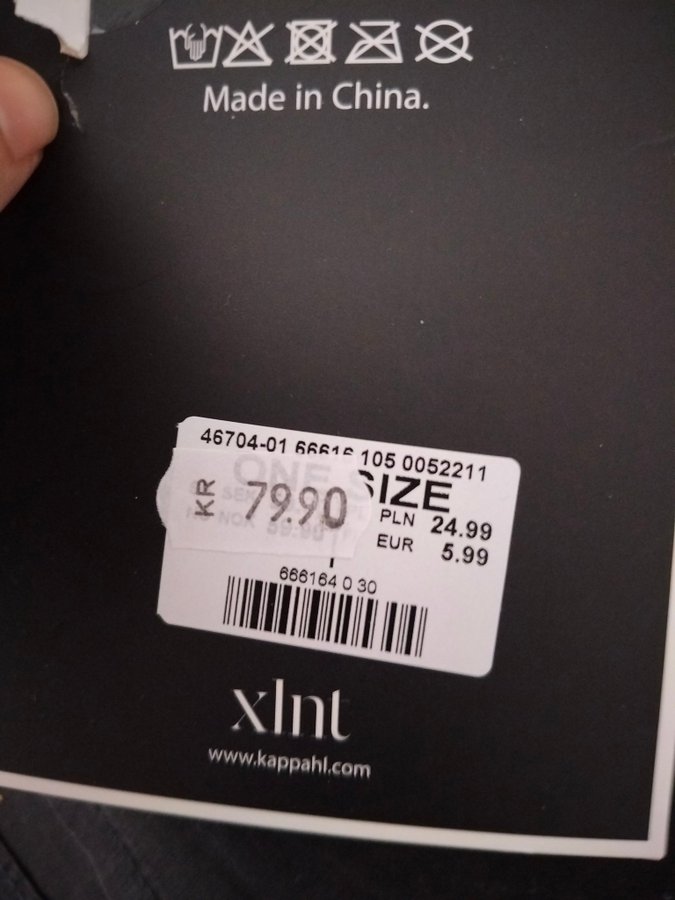 Made in China.
46704-01 66616 105 0052211
ONE SIZE
KR 79.90
PLN 24.99
EUR 5.99
666164 0 30
xlnt
www.kappahl.com